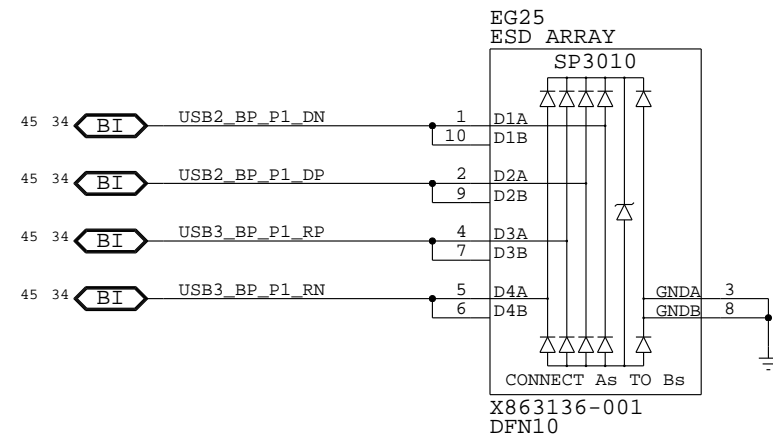 EG25
ESD ARRAY
SP3010
45 34 BI USB2_BP_P1_DN 1 D1A
10 D1B
45 34 BI USB2_BP_P1_DP 2 D2A
9 D2B
45 34 BI USB3_BP_P1_RP 4 D3A
7 D3B
45 34 BI USB3_BP_P1_RN 5 D4A GNDA 3
6 D4B GNDB 8
CONNECT As TO Bs
X863136-001
DFN10